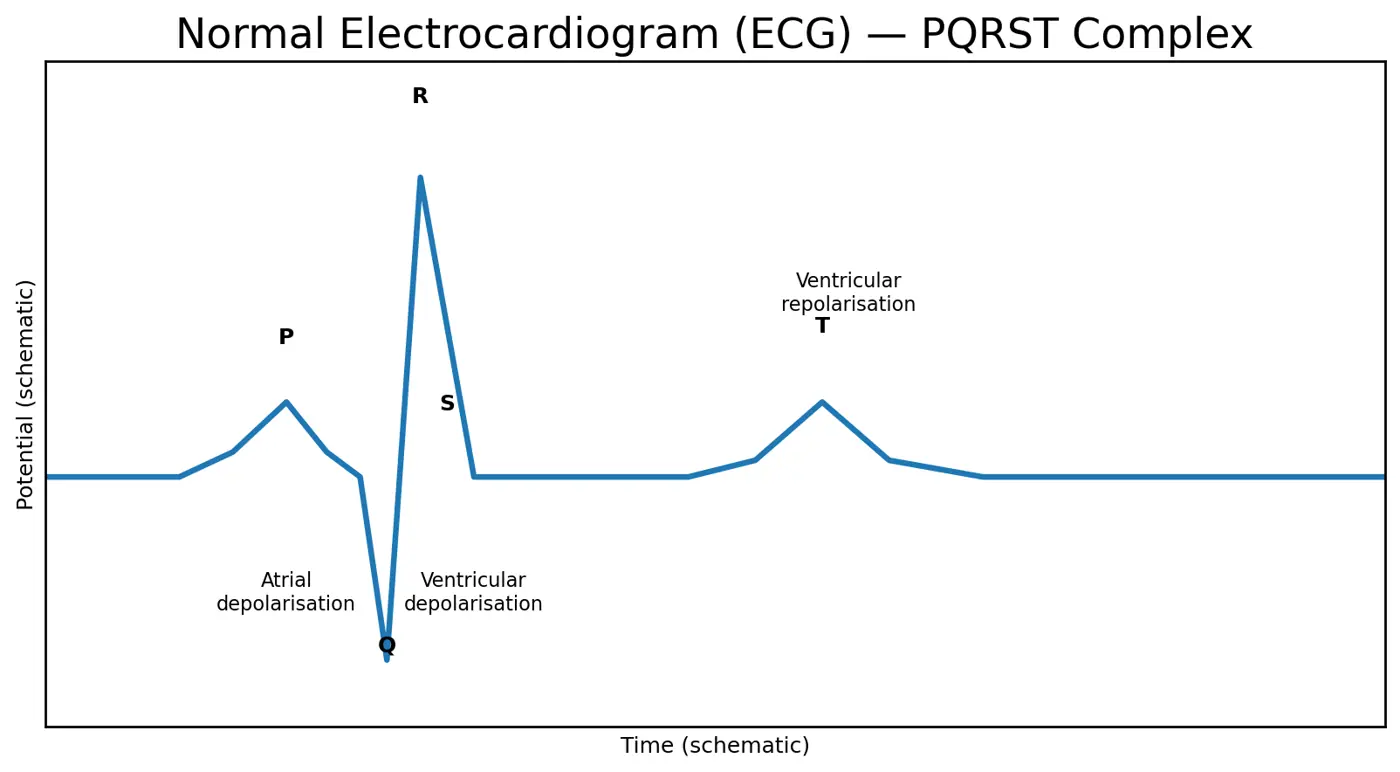 Normal Electrocardiogram (ECG) — PQRST Complex
R
Ventricular
repolarisation
T
P
S
Atrial
depolarisation
Ventricular
depolarisation
Q
Potential (schematic)
Time (schematic)